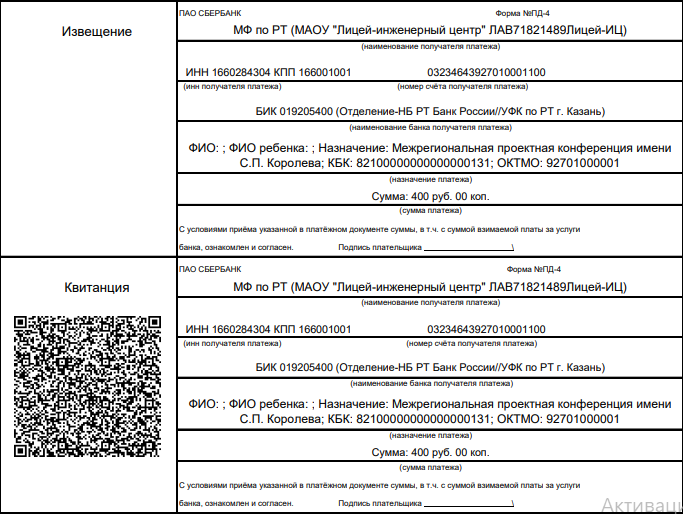 Извещение
ПАО СБЕРБАНК Форма №ПД-4
МФ по РТ (МАОУ "Лицей-инженерный центр" ЛАВ71821489Лицей-ИЦ)
(наименование получателя платежа)
ИНН 1660284304 КПП 166001001 03234643927010001100
(инн получателя платежа) (номер счёта получателя платежа)
БИК 019205400 (Отделение-НБ РТ Банк России//УФК по РТ г. Казань)
(наименование банка получателя платежа)
ФИО: ; ФИО ребенка: ; Назначение: Межрегиональная проектная конференция имени
С.П. Королева; КБК: 82100000000000000131; ОКТМО: 92701000001
(назначение платежа)
Сумма: 400 руб. 00 коп.
(сумма платежа)
С условиями приёма указанной в платёжном документе суммы, в т.ч. с суммой взимаемой платы за услуги
банка, ознакомлен и согласен. Подпись плательщика \
Квитанция
ПАО СБЕРБАНК Форма №ПД-4
МФ по РТ (МАОУ "Лицей-инженерный центр" ЛАВ71821489Лицей-ИЦ)
(наименование получателя платежа)
ИНН 1660284304 КПП 166001001 03234643927010001100
(инн получателя платежа) (номер счёта получателя платежа)
БИК 019205400 (Отделение-НБ РТ Банк России//УФК по РТ г. Казань)
(наименование банка получателя платежа)
ФИО: ; ФИО ребенка: ; Назначение: Межрегиональная проектная конференция имени
С.П. Королева; КБК: 82100000000000000131; ОКТМО: 92701000001
(назначение платежа)
Сумма: 400 руб. 00 коп.
(сумма платежа)
С условиями приёма указанной в платёжном документе суммы, в т.ч. с суммой взимаемой платы за услуги
банка, ознакомлен и согласен. Подпись плательщика \